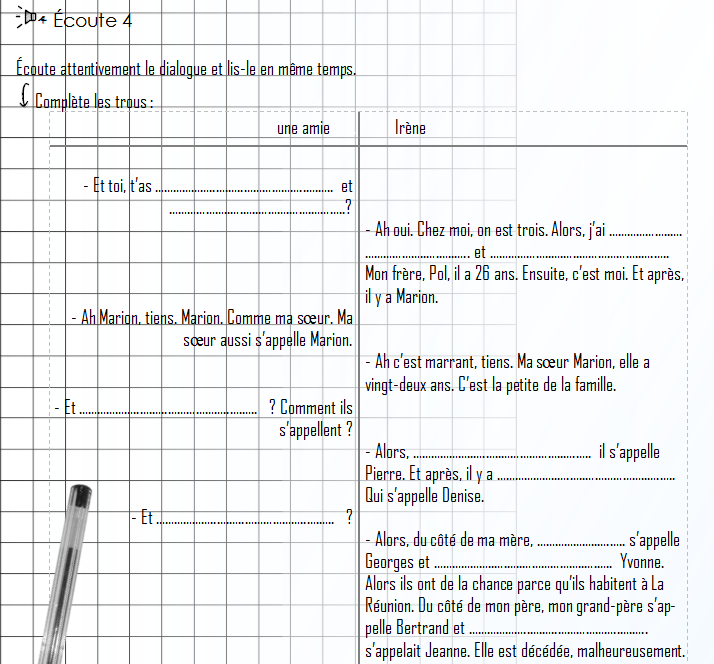 Écoute 4
Écoute attentivement le dialogue et lis-le en même temps.
Complète les trous :
une amie
Irène
- Et toi, t'as ........................................................ et
........................................................?
- Ah oui. Chez moi, on est trois. Alors, j'ai ......................
................................ et ........................................................
Mon frère, Pol, il a 26 ans. Ensuite, c'est moi. Et après,
il y a Marion.
- Ah Marion, tiens. Marion. Comme ma sœur. Ma
sœur aussi s'appelle Marion.
- Ah c'est marrant, tiens. Ma sœur Marion, elle a
vingt-deux ans. C'est la petite de la famille.
- Et ........................................................ ? Comment ils
s'appellent ?
- Alors, ........................................................ il s'appelle
Pierre. Et après, il y a ........................................................
Qui s'appelle Denise.
- Et ........................................................ ?
- Alors, du côté de ma mère, ........................... s'appelle
Georges et ........................................................ Yvonne.
Alors ils ont de la chance parce qu'ils habitent à La
Réunion. Du côté de mon père, mon grand-père s'ap-
pelle Bertrand et ........................................................
s'appelait Jeanne. Elle est décédée, malheureusement.